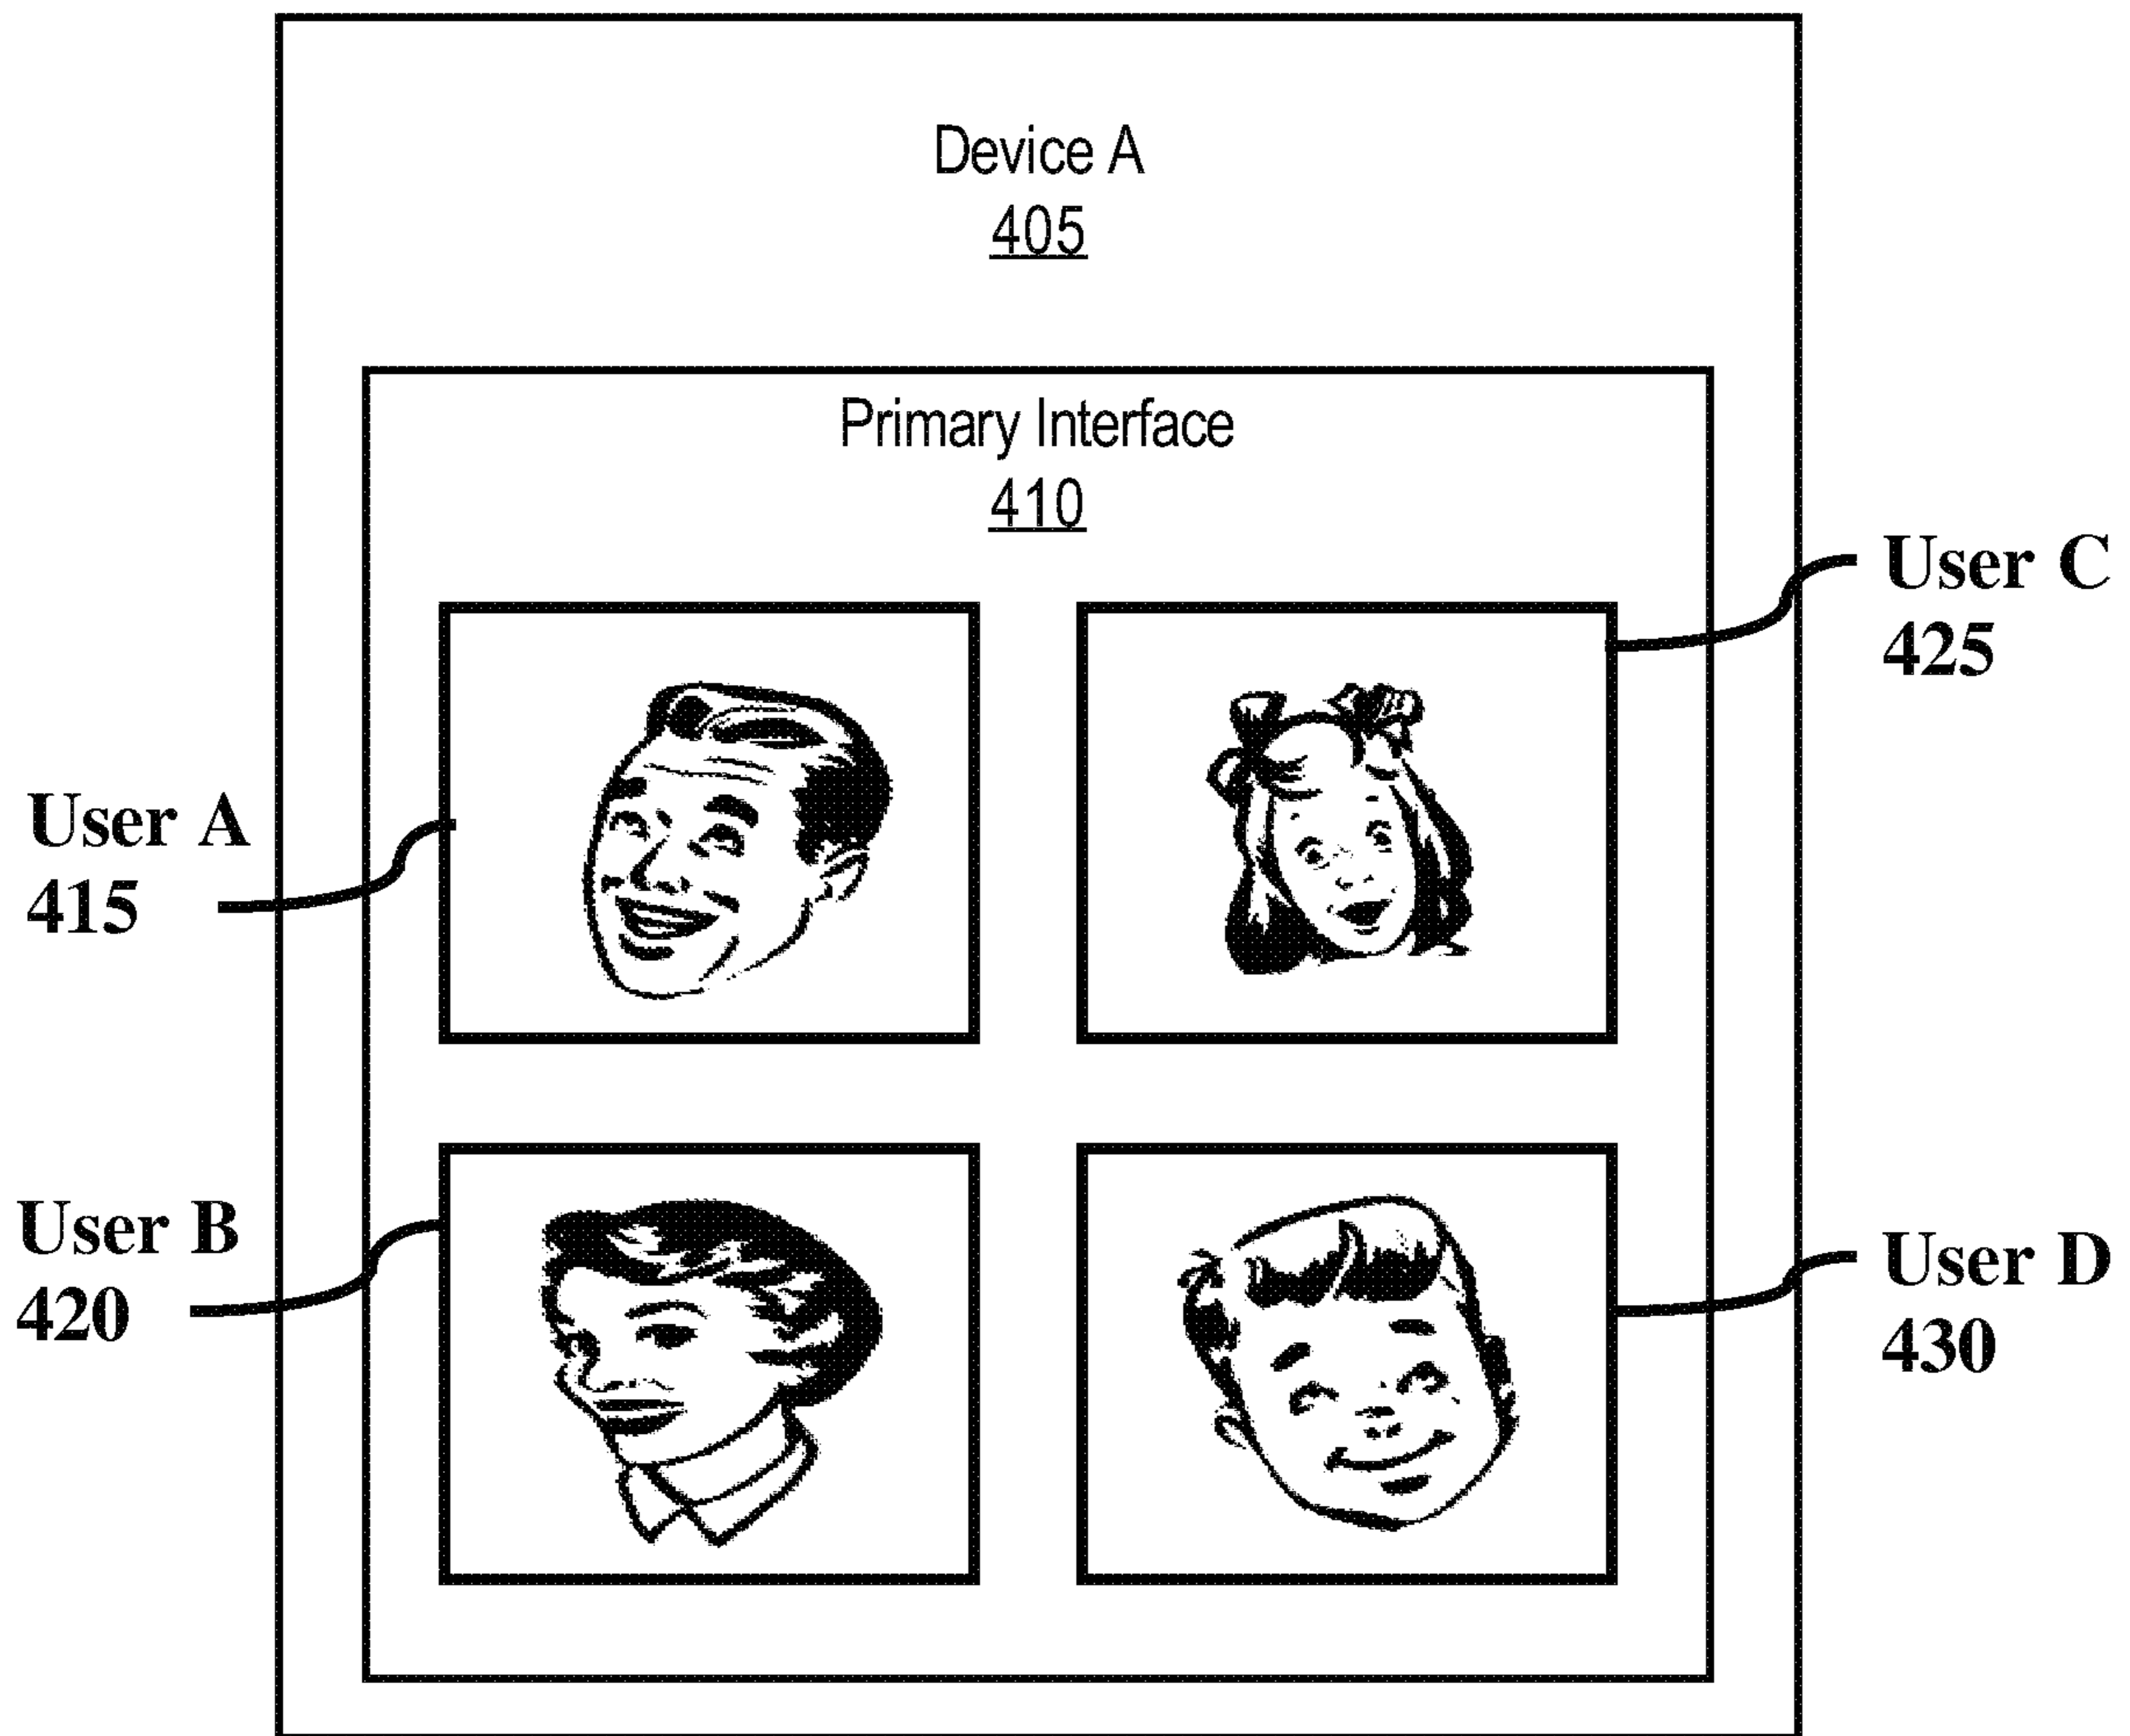 Device A
405
Primary Interface
410
User C
425
User A
415
User B
420
User D
430